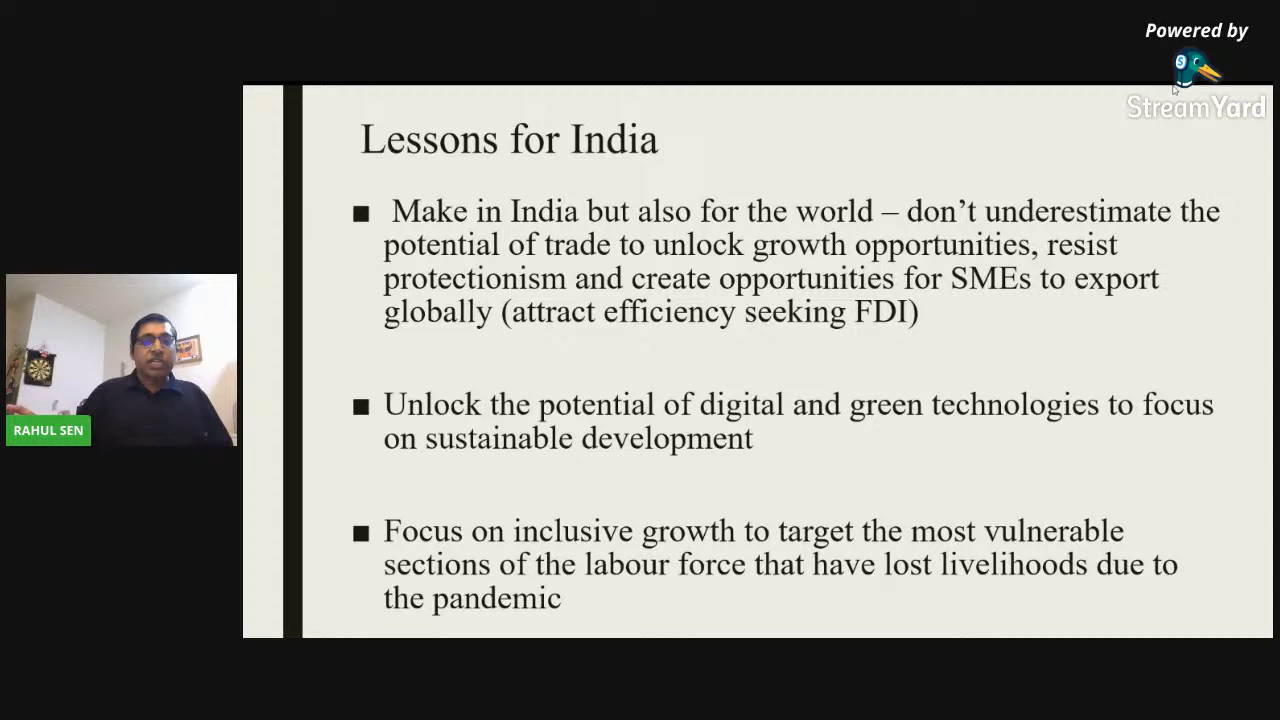 Powered by
StreamYard
Lessons for India
■ Make in India but also for the world – don’t underestimate the
potential of trade to unlock growth opportunities, resist
protectionism and create opportunities for SMEs to export
globally (attract efficiency seeking FDI)
■ Unlock the potential of digital and green technologies to focus
on sustainable development
■ Focus on inclusive growth to target the most vulnerable
sections of the labour force that have lost livelihoods due to
the pandemic
RAHUL SEN